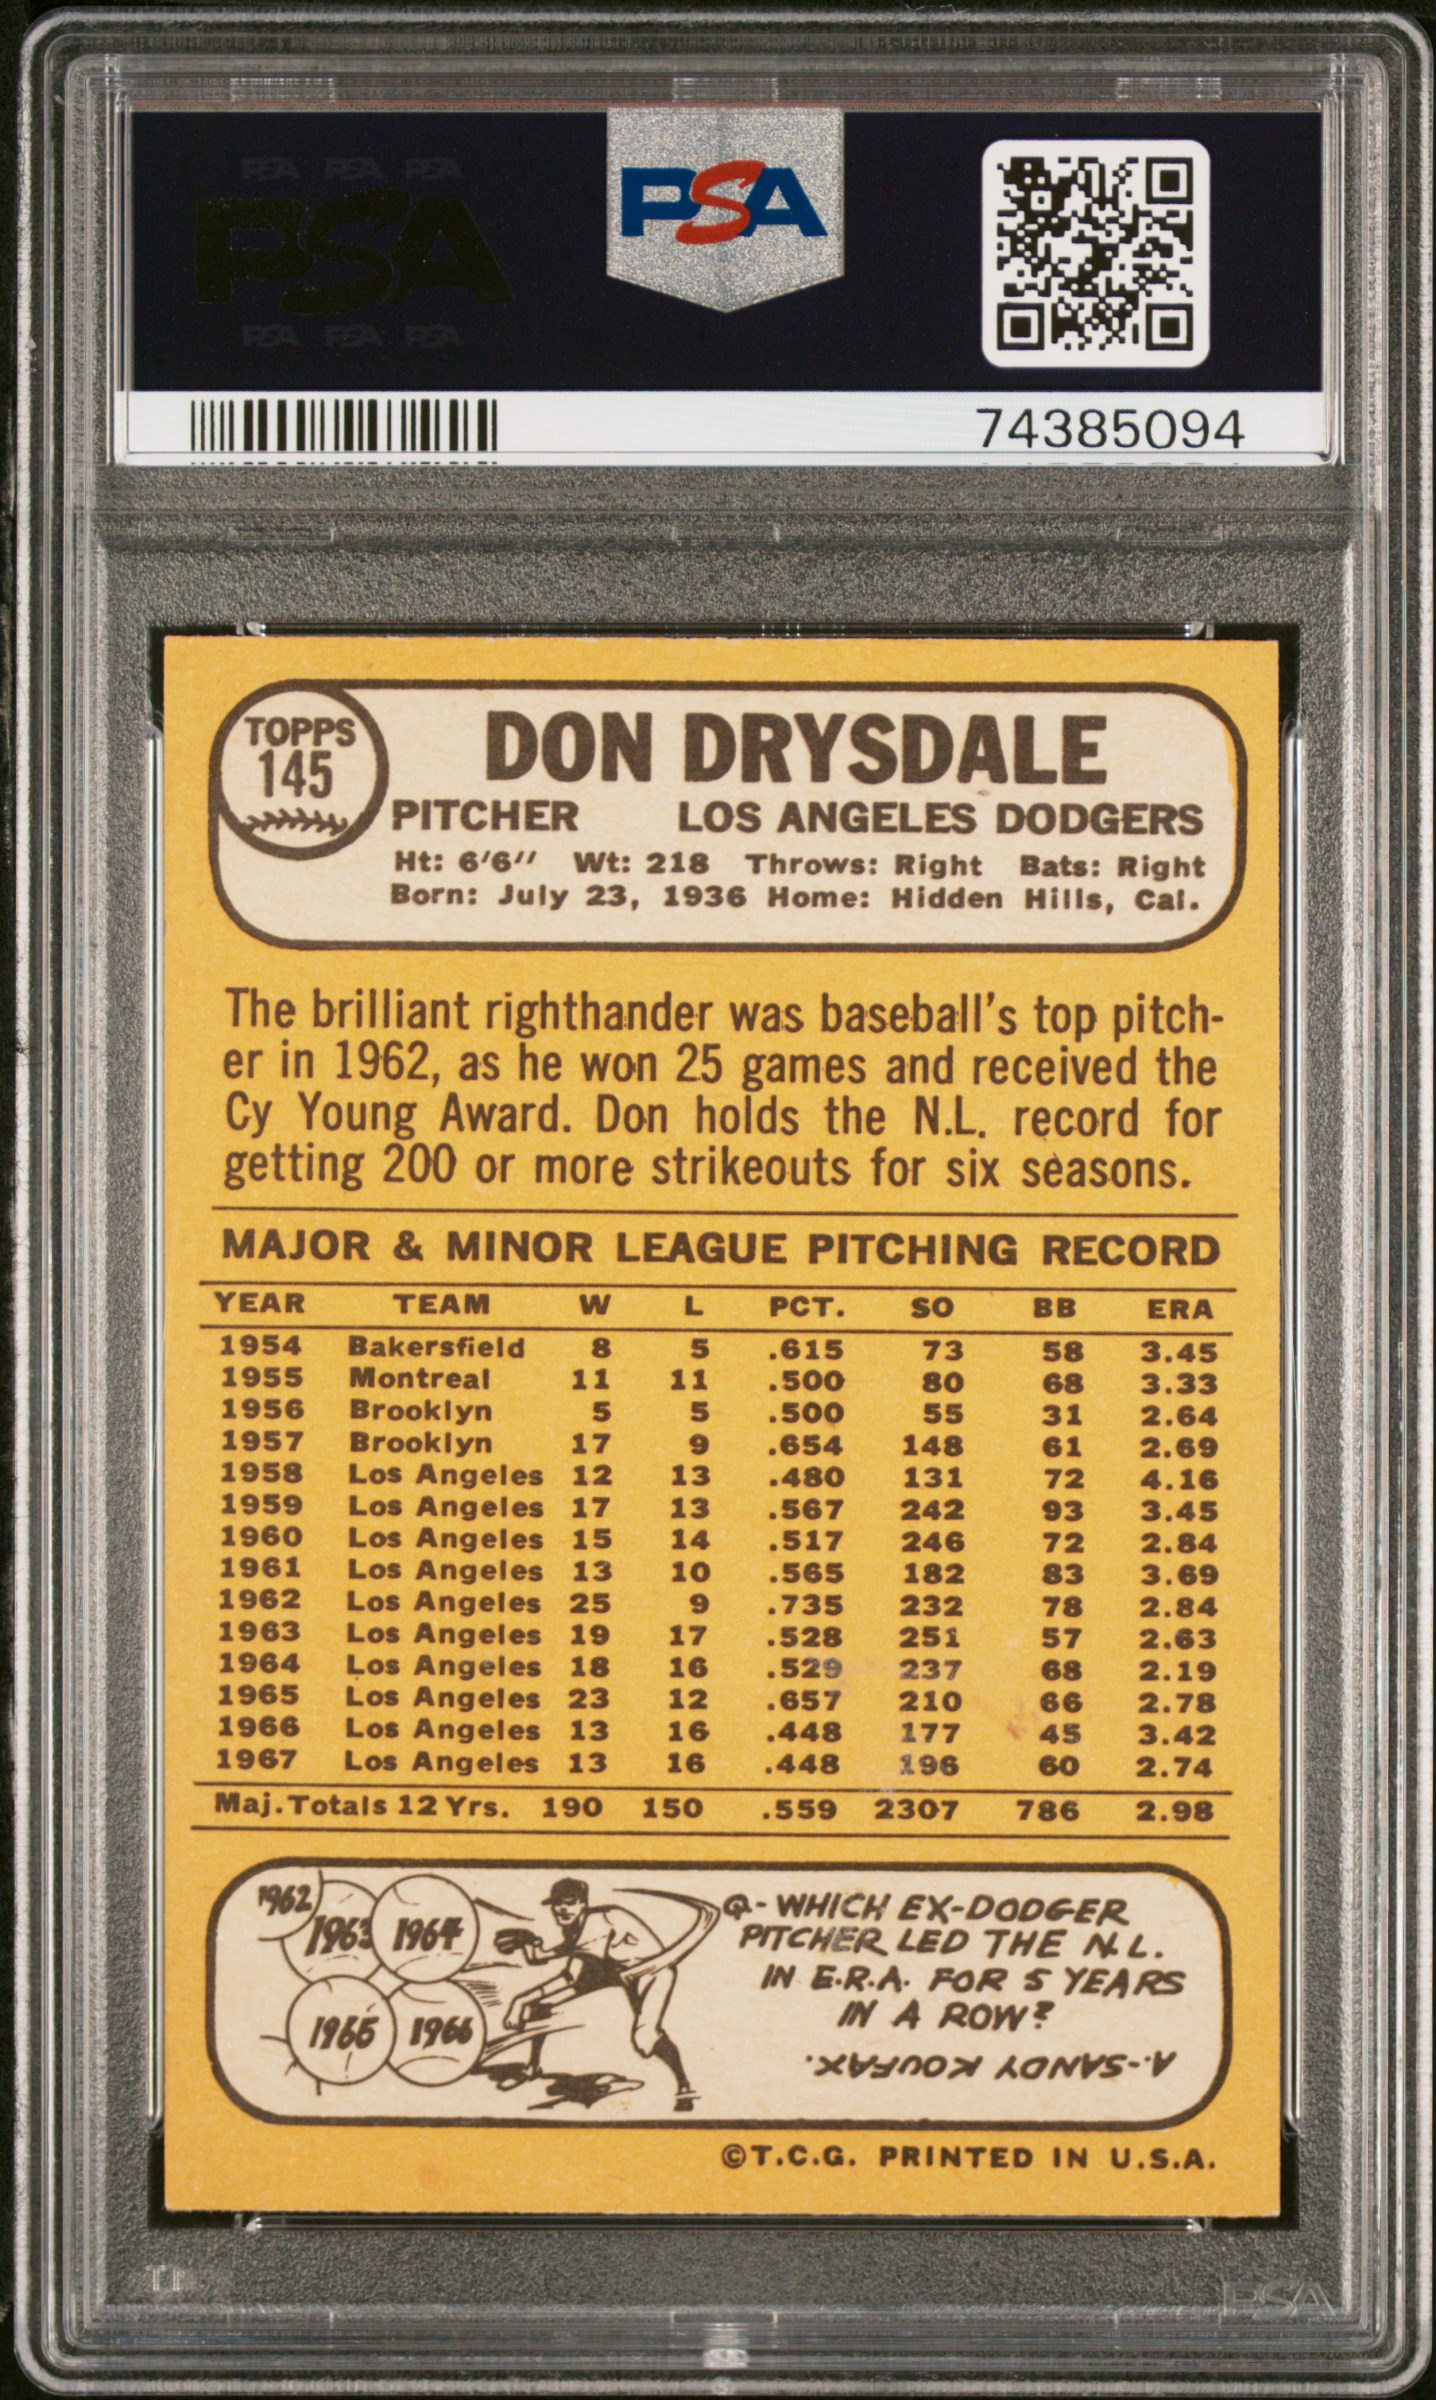 PSA PSA PSA
PSA
PSA PSA PSA
PSA
74385094
TOPPS
145
DON DRYSDALE
PITCHER LOS ANGELES DODGERS
Ht: 6'6" Wt: 218 Throws: Right Bats: Right
Born: July 23, 1936 Home: Hidden Hills, Cal.
The brilliant righthander was baseball's top pitch-
er in 1962, as he won 25 games and received the
Cy Young Award. Don holds the N.L. record for
getting 200 or more strikeouts for six seasons.
MAJOR & MINOR LEAGUE PITCHING RECORD
YEAR TEAM W L PCT. SO BB ERA
1954 Bakersfield 8 5 .615 73 58 3.45
1955 Montreal 11 11 .500 80 68 3.33
1956 Brooklyn 5 5 .500 55 31 2.64
1957 Brooklyn 17 9 .654 148 61 2.69
1958 Los Angeles 12 13 .480 131 72 4.16
1959 Los Angeles 17 13 .567 242 93 3.45
1960 Los Angeles 15 14 .517 246 72 2.84
1961 Los Angeles 13 10 .565 182 83 3.69
1962 Los Angeles 25 9 .735 232 78 2.84
1963 Los Angeles 19 17 .528 251 57 2.63
1964 Los Angeles 18 16 .529 237 68 2.19
1965 Los Angeles 23 12 .657 210 66 2.78
1966 Los Angeles 13 16 .448 177 45 3.42
1967 Los Angeles 13 16 .448 196 60 2.74
Maj. Totals 12 Yrs. 190 150 .559 2307 786 2.98
1962
1963
1964
1965
1966
Q.-WHICH EX-DODGER
PITCHER LED THE N.L.
IN E.R.A. FOR 5 YEARS
IN A ROW?
A.-SANDY KOUFAX.
©T.C.G. PRINTED IN U.S.A.
PSA